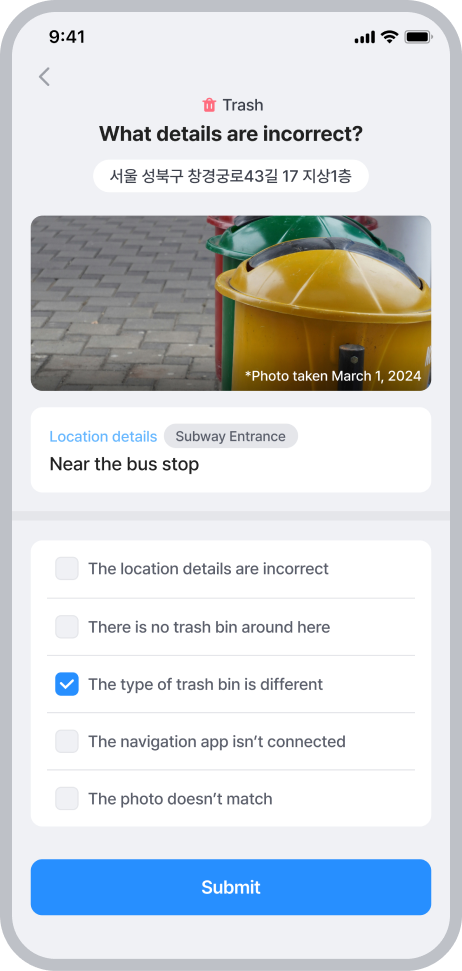 9:41
Trash
What details are incorrect?
서울 성북구 창경궁로43길 17 지상1층
*Photo taken March 1, 2024
Location details Subway Entrance
Near the bus stop
The location details are incorrect
There is no trash bin around here
The type of trash bin is different
The navigation app isn’t connected
The photo doesn’t match
Submit